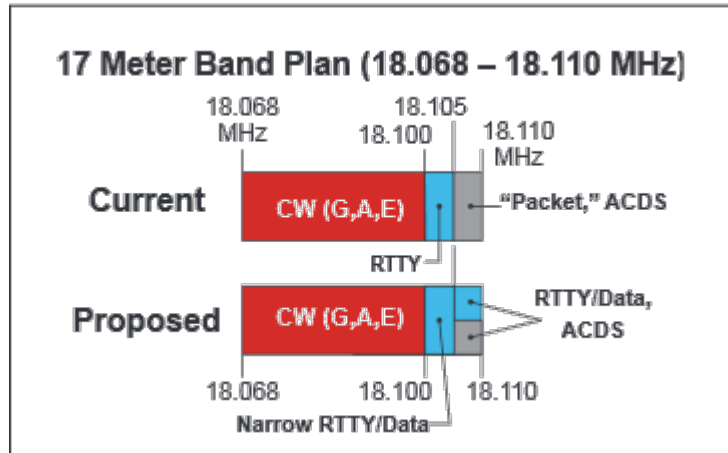 17 Meter Band Plan (18.068 – 18.110 MHz)
18.068
MHz
18.105
18.100
18.110
MHz
Current
CW (G,A,E)
“Packet,” ACDS
RTTY
Proposed
CW (G,A,E)
RTTY/Data,
ACDS
18.068
18.100
18.110
Narrow RTTY/Data